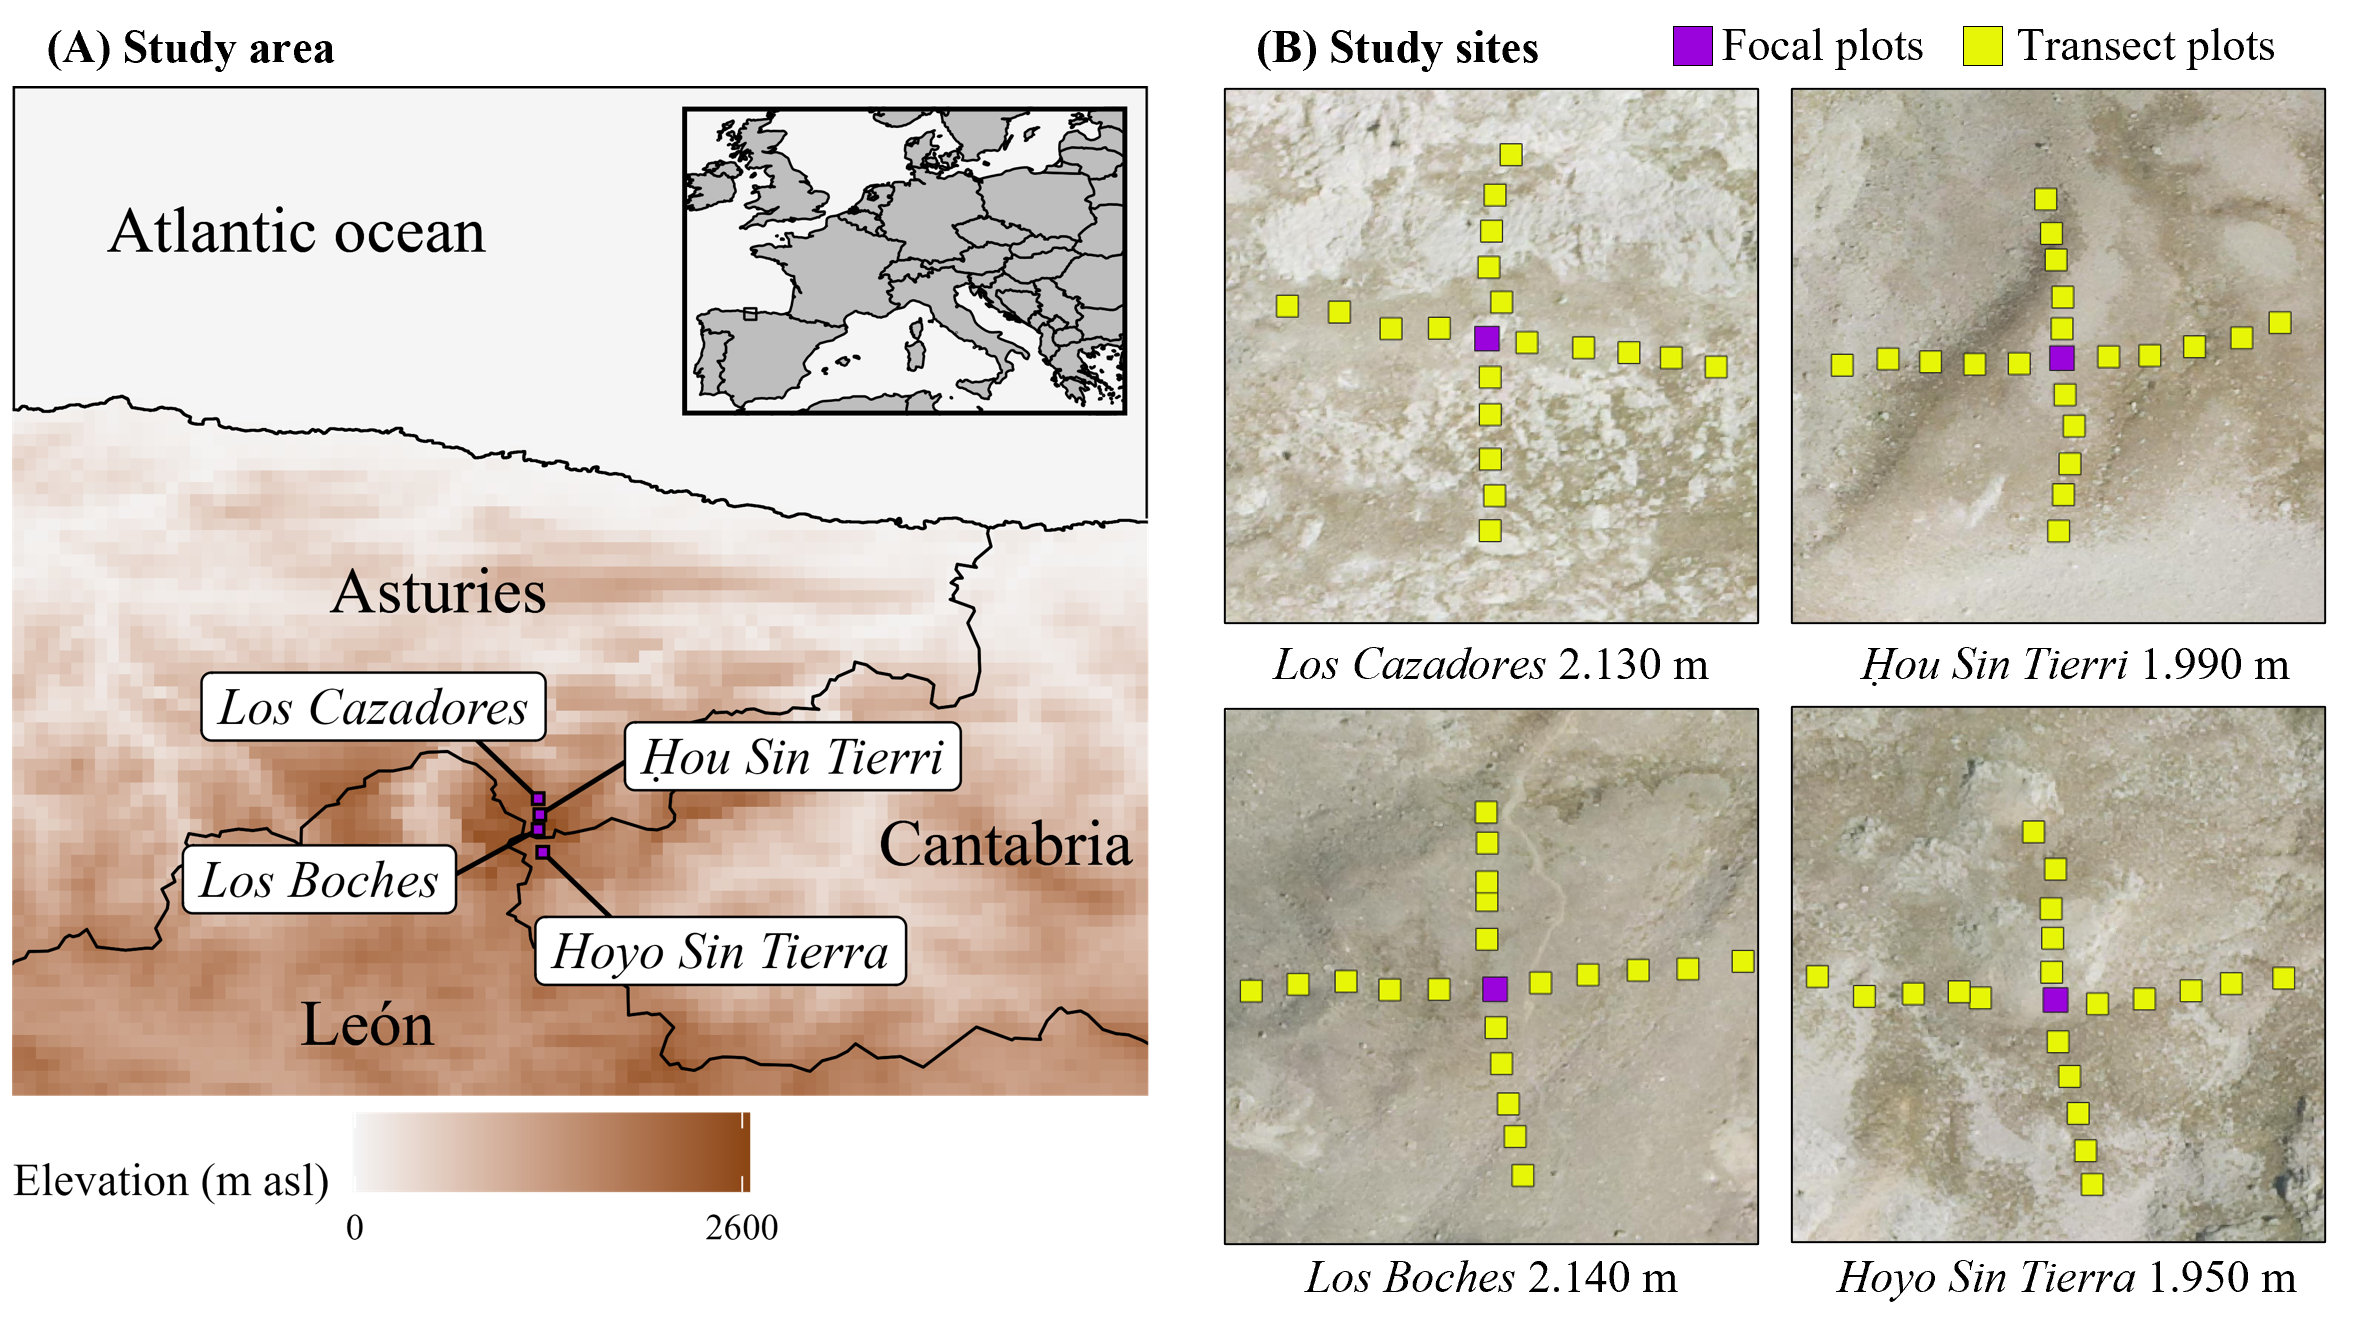 (A) Study area
Atlantic ocean
Asturies
Los Cazadores
Ḥou Sin Tierri
Cantabria
Los Boches
Hoyo Sin Tierra
León
Elevation (m asl)
0
2600
(B) Study sites
Focal plots
Transect plots
Los Cazadores 2.130 m
Ḥou Sin Tierri 1.990 m
Los Boches 2.140 m
Hoyo Sin Tierra 1.950 m